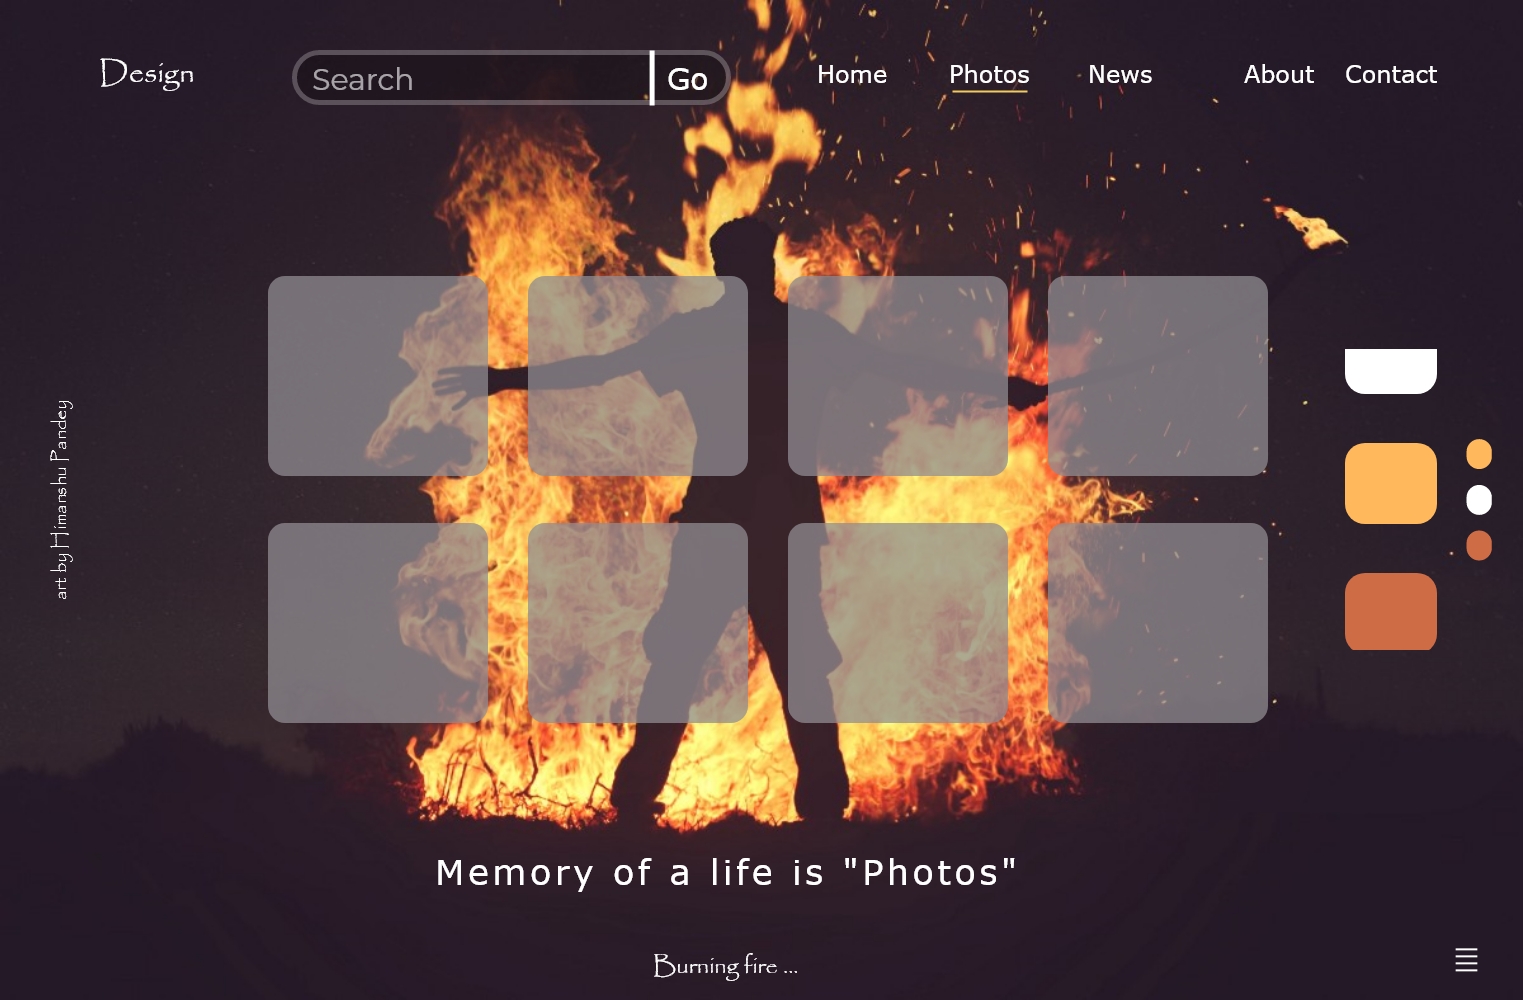 Design
Search Go
Home Photos News About Contact
art by Himanshu Pandey
Memory of a life is "Photos"
Burning fire ...